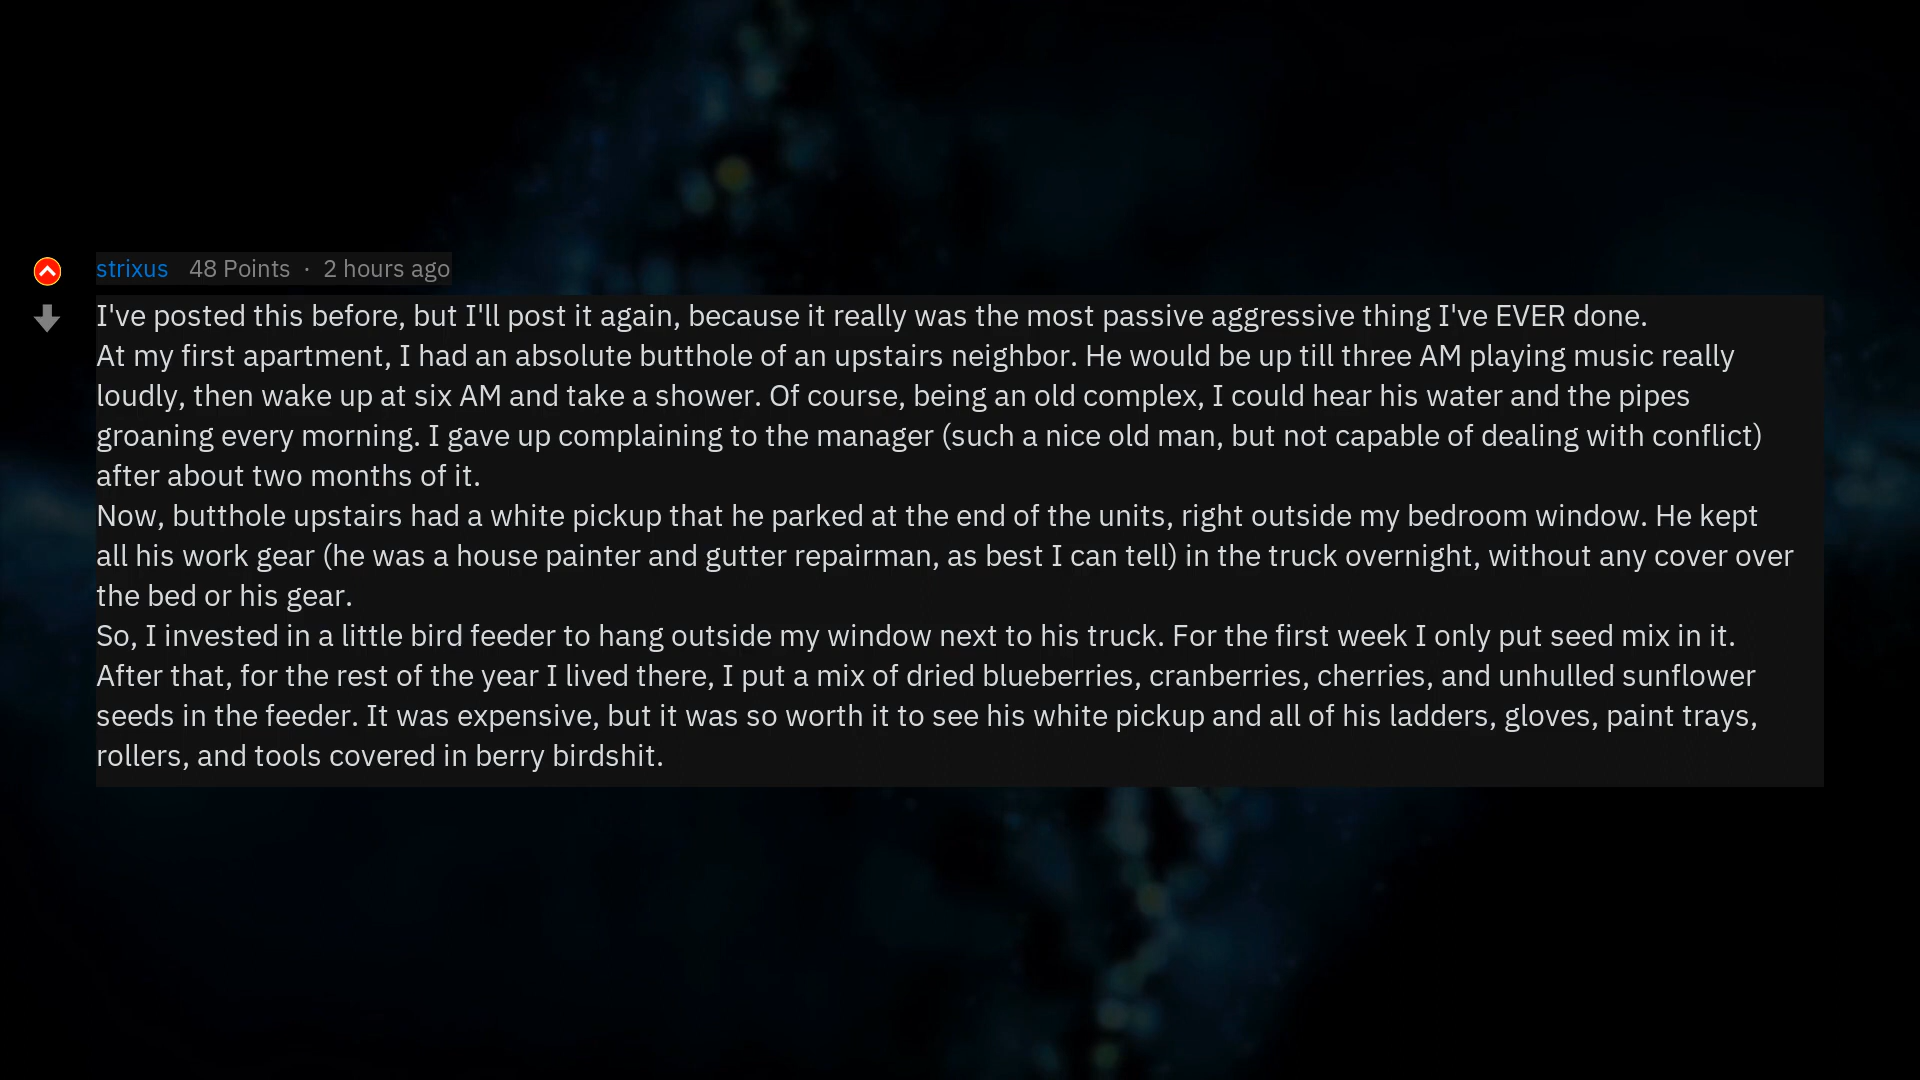 strixus 48 Points · 2 hours ago
I've posted this before, but I'll post it again, because it really was the most passive aggressive thing I've EVER done.
At my first apartment, I had an absolute butthole of an upstairs neighbor. He would be up till three AM playing music really
loudly, then wake up at six AM and take a shower. Of course, being an old complex, I could hear his water and the pipes
groaning every morning. I gave up complaining to the manager (such a nice old man, but not capable of dealing with conflict)
after about two months of it.
Now, butthole upstairs had a white pickup that he parked at the end of the units, right outside my bedroom window. He kept
all his work gear (he was a house painter and gutter repairman, as best I can tell) in the truck overnight, without any cover over
the bed or his gear.
So, I invested in a little bird feeder to hang outside my window next to his truck. For the first week I only put seed mix in it.
After that, for the rest of the year I lived there, I put a mix of dried blueberries, cranberries, cherries, and unhulled sunflower
seeds in the feeder. It was expensive, but it was so worth it to see his white pickup and all of his ladders, gloves, paint trays,
rollers, and tools covered in berry birdshit.